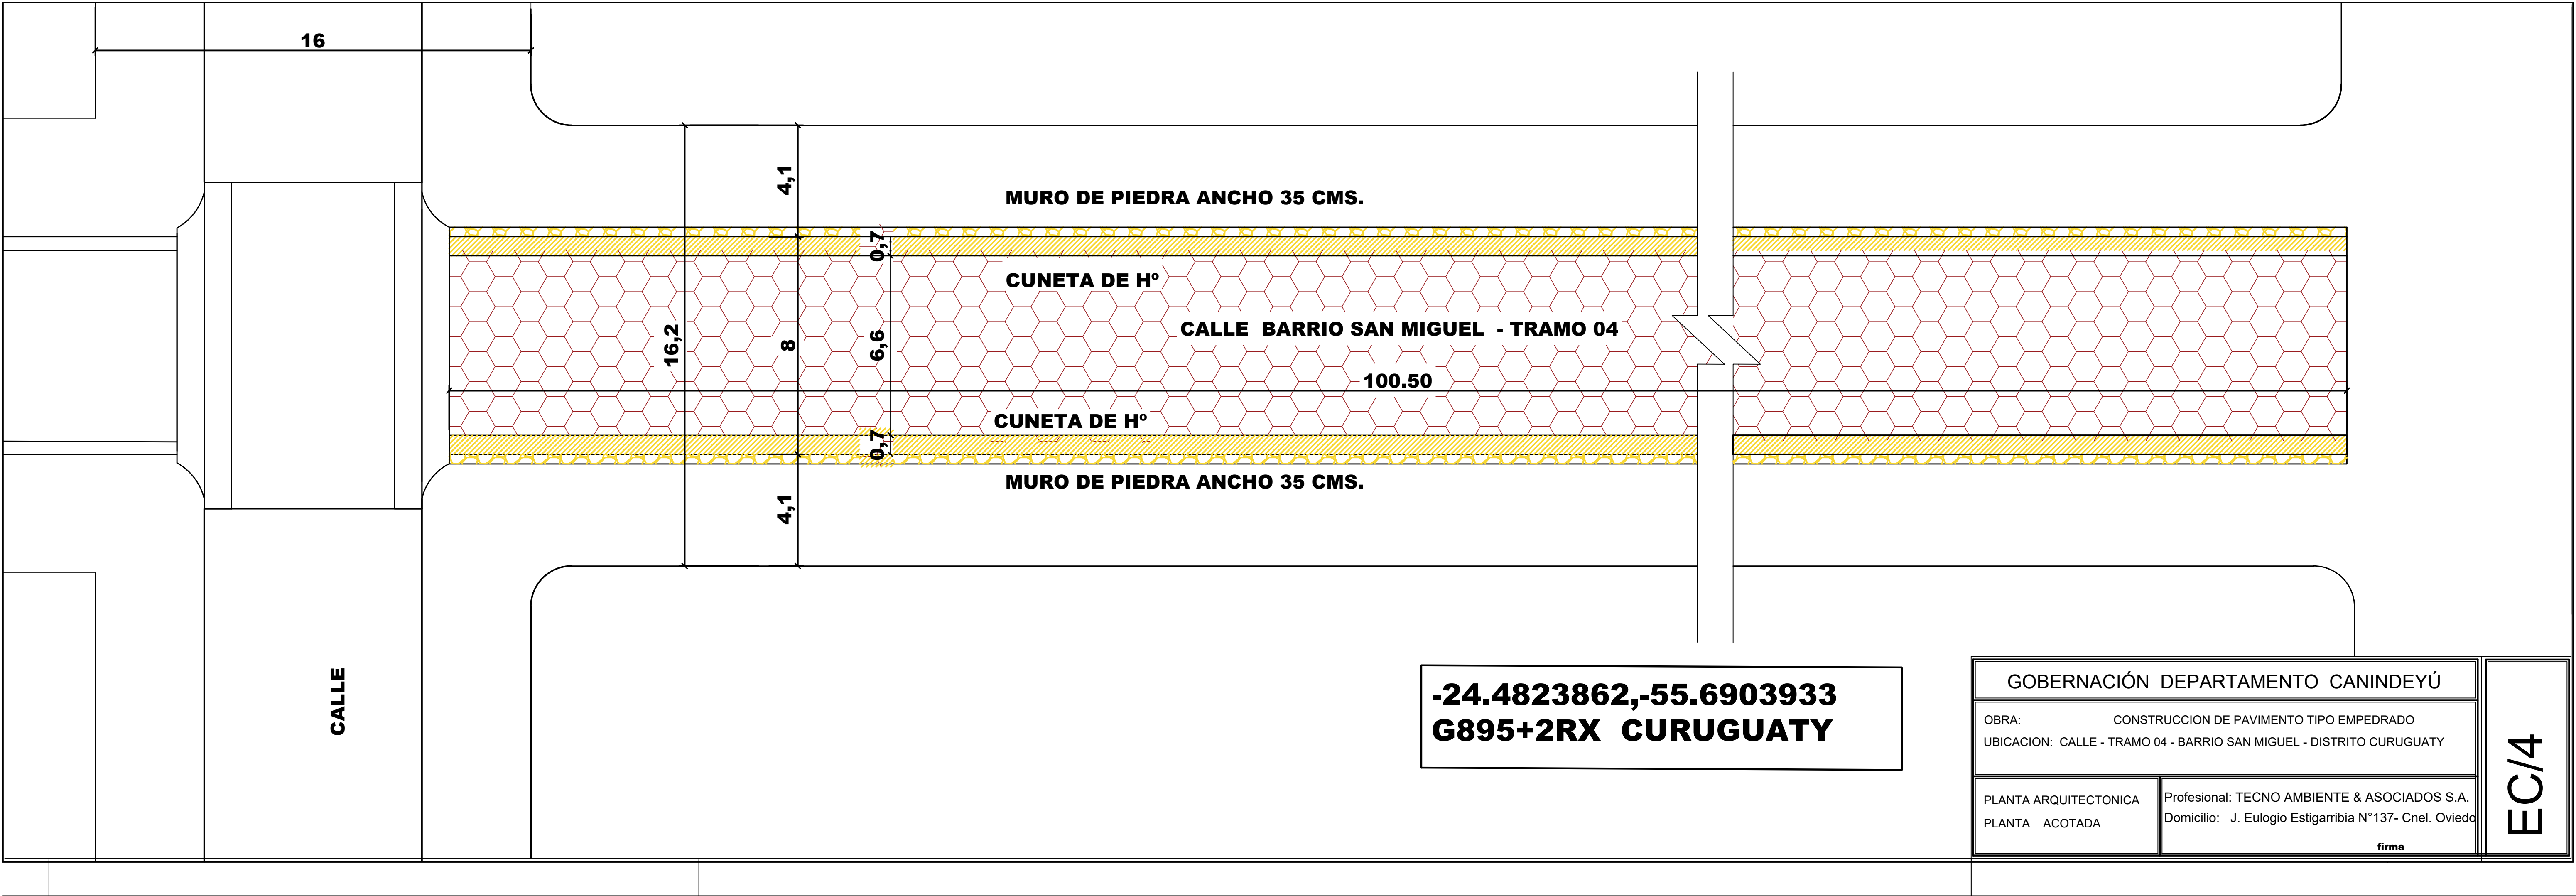 16
4,1
MURO DE PIEDRA ANCHO 35 CMS.
0,7
CUNETA DE Hº
CALLE  BARRIO SAN MIGUEL  - TRAMO 04
16,2
8
6,6
100.50
CUNETA DE Hº
0,7
MURO DE PIEDRA ANCHO 35 CMS.
4,1
CALLE
-24.4823862,-55.6903933
G895+2RX  CURUGUATY
GOBERNACIÓN  DEPARTAMENTO  CANINDEYÚ
OBRA: CONSTRUCCION DE PAVIMENTO TIPO EMPEDRADO
UBICACION:  CALLE - TRAMO 04 - BARRIO SAN MIGUEL - DISTRITO CURUGUATY
PLANTA ARQUITECTONICA
PLANTA    ACOTADA
Profesional: TECNO AMBIENTE & ASOCIADOS S.A.
Domicilio:   J. Eulogio Estigarribia N°137- Cnel. Oviedo
firma
EC/4